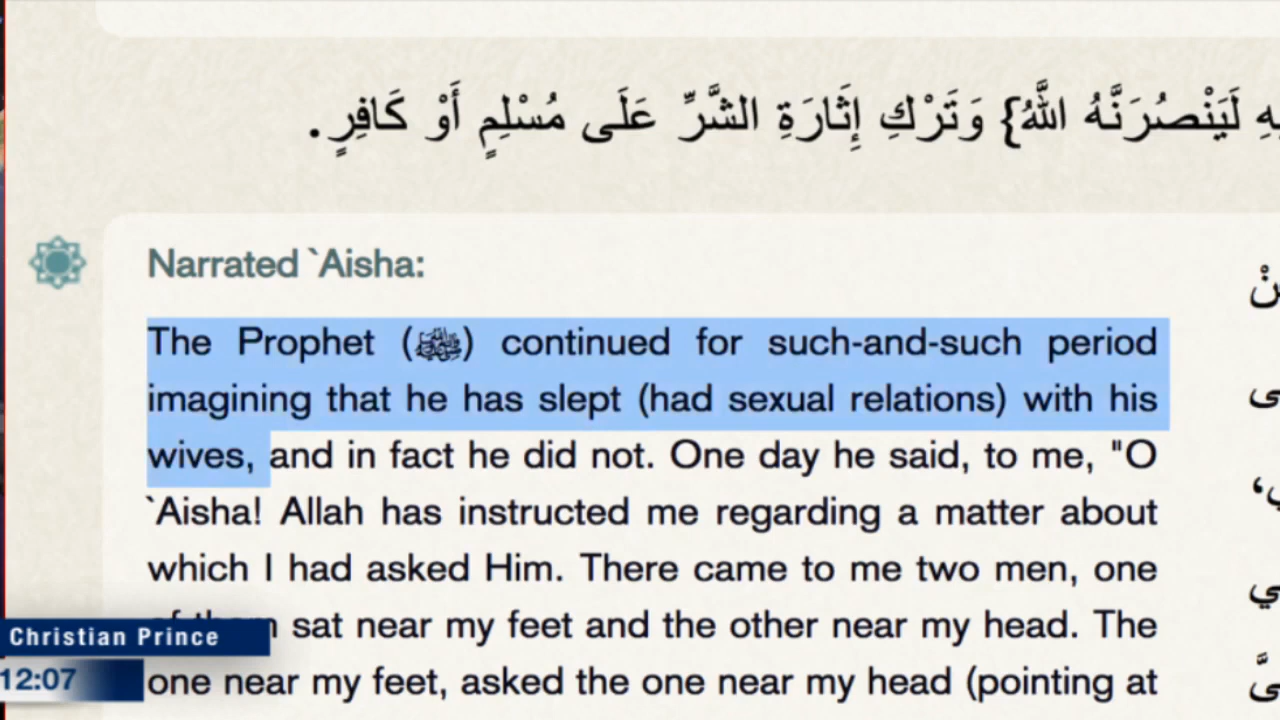 لَيَنْصُرَنَّهُ اللَّهُ} وَتَرْكِ إِثَارَةِ الشَّرِّ عَلَى مُسْلِمٍ أَوْ كَافِرٍ.
Narrated `Aisha:
The Prophet (ﷺ) continued for such-and-such period
imagining that he has slept (had sexual relations) with his
wives, and in fact he did not. One day he said, to me, "O
`Aisha! Allah has instructed me regarding a matter about
which I had asked Him. There came to me two men, one
sat near my feet and the other near my head. The
one near my feet, asked the one near my head (pointing at
Christian Prince
12:07